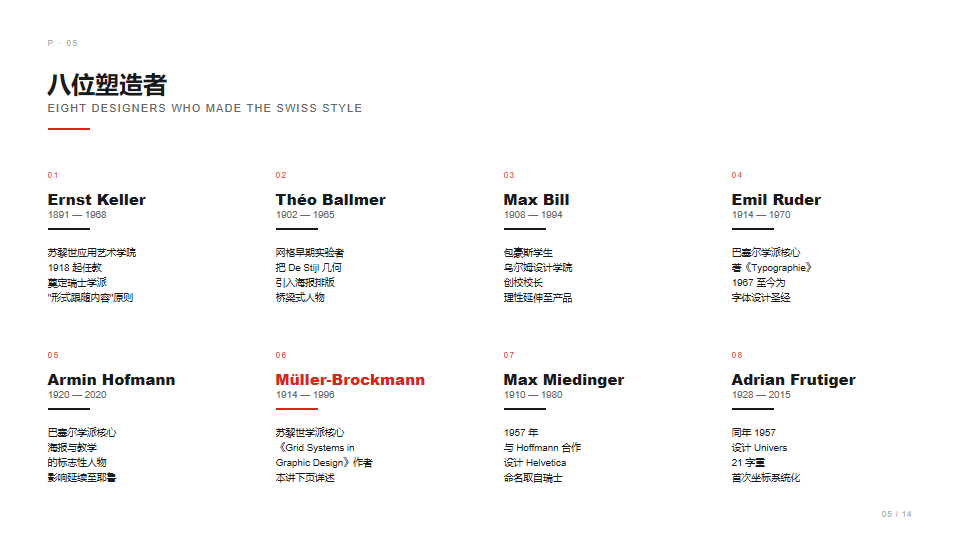 P · 05
八位塑造者
EIGHT DESIGNERS WHO MADE THE SWISS STYLE
01
Ernst Keller
1891 — 1968
苏黎世应用艺术学院
1918 起任教
奠定瑞士学派
"形式跟随内容"原则
02
Théo Ballmer
1902 — 1965
网格早期实验者
把 De Stijl 几何
引入海报排版
桥梁式人物
03
Max Bill
1908 — 1994
包豪斯学生
乌尔姆设计学院
创校校长
理性延伸至产品
04
Emil Ruder
1914 — 1970
巴塞尔学派核心
著《Typographie》
1967 至今为
字体设计圣经
05
Armin Hofmann
1920 — 2020
巴塞尔学派核心
海报与教学
的标志性人物
影响延续至耶鲁
06
Müller-Brockmann
1914 — 1996
苏黎世学派核心
《Grid Systems in
Graphic Design》作者
本讲下页详述
07
Max Miedinger
1910 — 1980
1957 年
与 Hoffmann 合作
设计 Helvetica
命名取自瑞士
08
Adrian Frutiger
1928 — 2015
同年 1957
设计 Univers
21 字重
首次坐标系统化
05 / 14